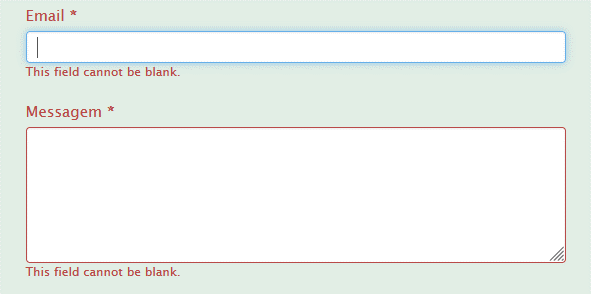 Email *
This field cannot be blank.
Messagem *
This field cannot be blank.